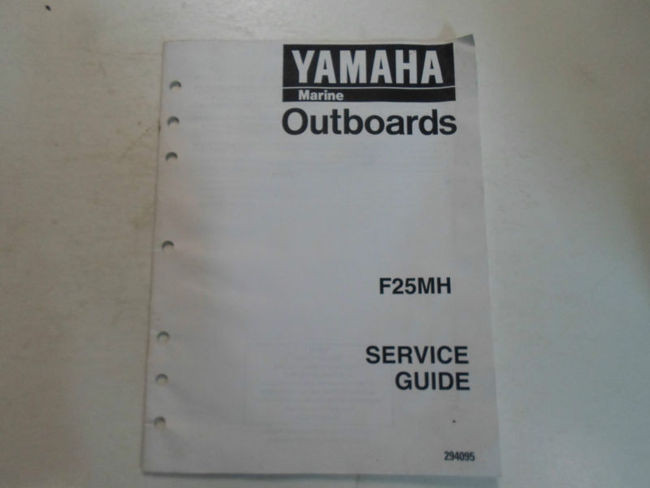 YAMAHA
Marine
Outboards
F25MH
SERVICE
GUIDE
294095